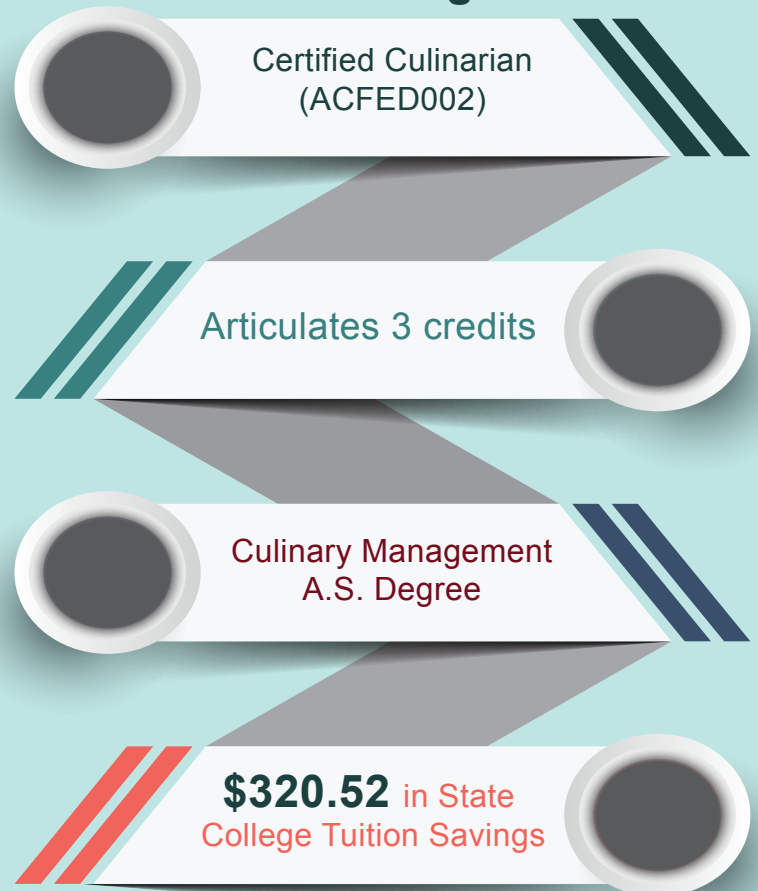 Certified Culinarian
(ACFED002)
Articulates 3 credits
Culinary Management
A.S. Degree
$320.52 in State
College Tuition Savings